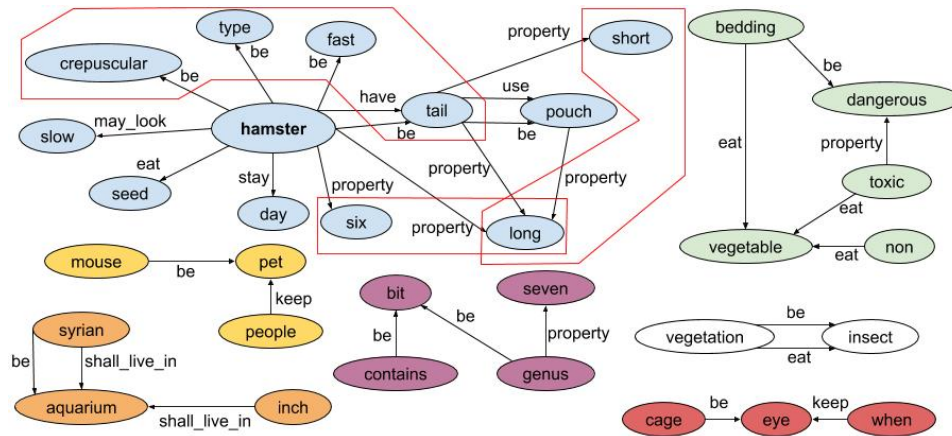 type
fast
short
bedding
property
crepuscular
be
be
be
be
use
have
tail
pouch
dangerous
slow
may_look
hamster
be
be
eat
property
eat
stay
property
property
property
toxic
seed
day
six
property
long
eat
vegetable
eat
non
mouse
be
pet
bit
seven
keep
be
syrian
people
be
property
be
vegetation
insect
be
shall_live_in
contains
genus
eat
aquarium
inch
shall_live_in
cage
be
eye
keep
when